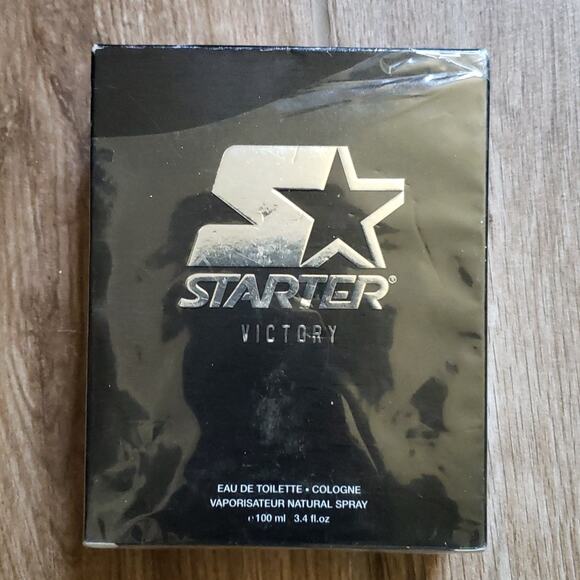 STARTER®
VICTORY
EAU DE TOILETTE • COLOGNE
VAPORISATEUR NATURAL SPRAY
℮100 ml 3.4 fl.oz